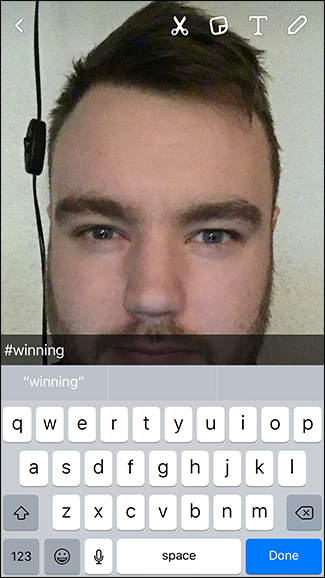 T
#winning
“winning”
q w e r t y u i o p
a s d f g h j k l
z x c v b n m
123 space Done